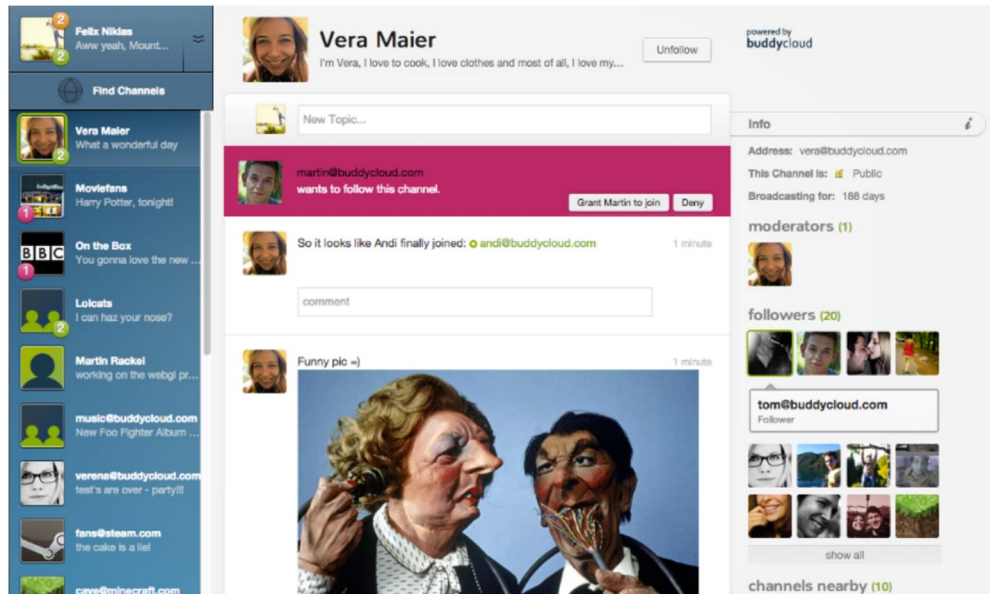 2
Felix Niklas
Aww yeah, Mount...
2
Find Channels
Vera Maier
What a wonderful day
2
Moviefans
Harry Potter, tonight!
1
BBC
On the Box
You gonna love the new ...
1
Lolcats
I can haz your nose?
2
Martin Rackel
working on the webgl pr...
music@buddycloud.com
New Foo Fighter Album ...
verena@buddycloud.com
test's are over - party!!!
fans@steam.com
the cake is a lie!
cave@minecraft.com
Vera Maier
I'm Vera, I love to cook, I love clothes and most of all, I love my...
Unfollow
New Topic...
martin@buddycloud.com
wants to follow this channel.
Grant Martin to join
Deny
So it looks like Andi finally joined: andi@buddycloud.com
1 minute
comment
Funny pic =)
1 minute
powered by
buddycloud
Info
i
Address: vera@buddycloud.com
This Channel is: Public
Broadcasting for: 188 days
moderators (1)
followers (20)
tom@buddycloud.com
Follower
show all
channels nearby (10)